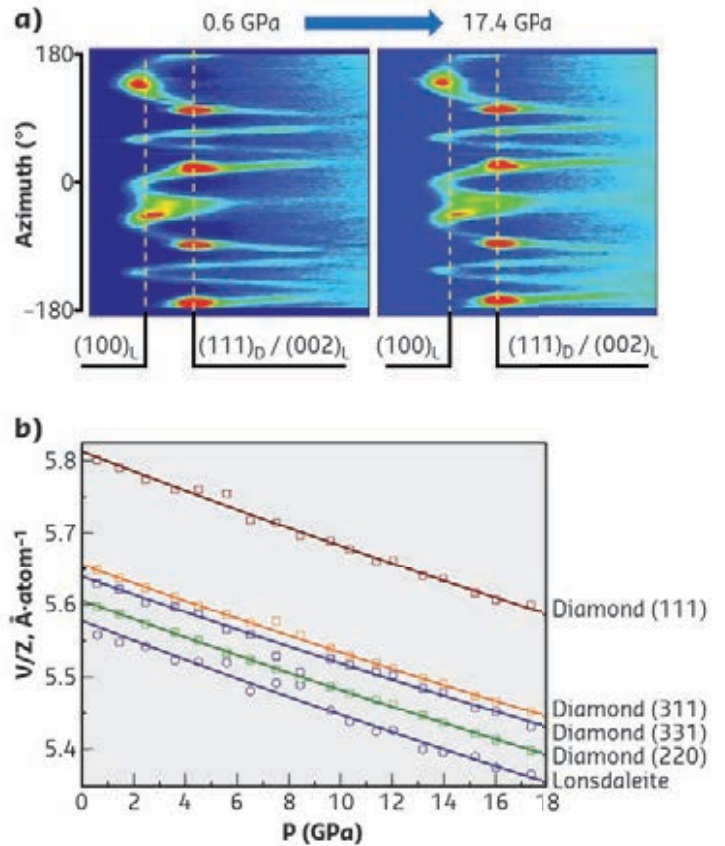 a)
0.6 GPa 17.4 GPa
180
0
−180
Azimuth (°)
(100)L (111)D / (002)L (100)L (111)D / (002)L
b)
5.8
5.7
5.6
5.5
5.4
V/Z, Å·atom-1
Diamond (111)
Diamond (311)
Diamond (331)
Diamond (220)
Lonsdaleite
0 2 4 6 8 10 12 14 16 18
P (GPa)